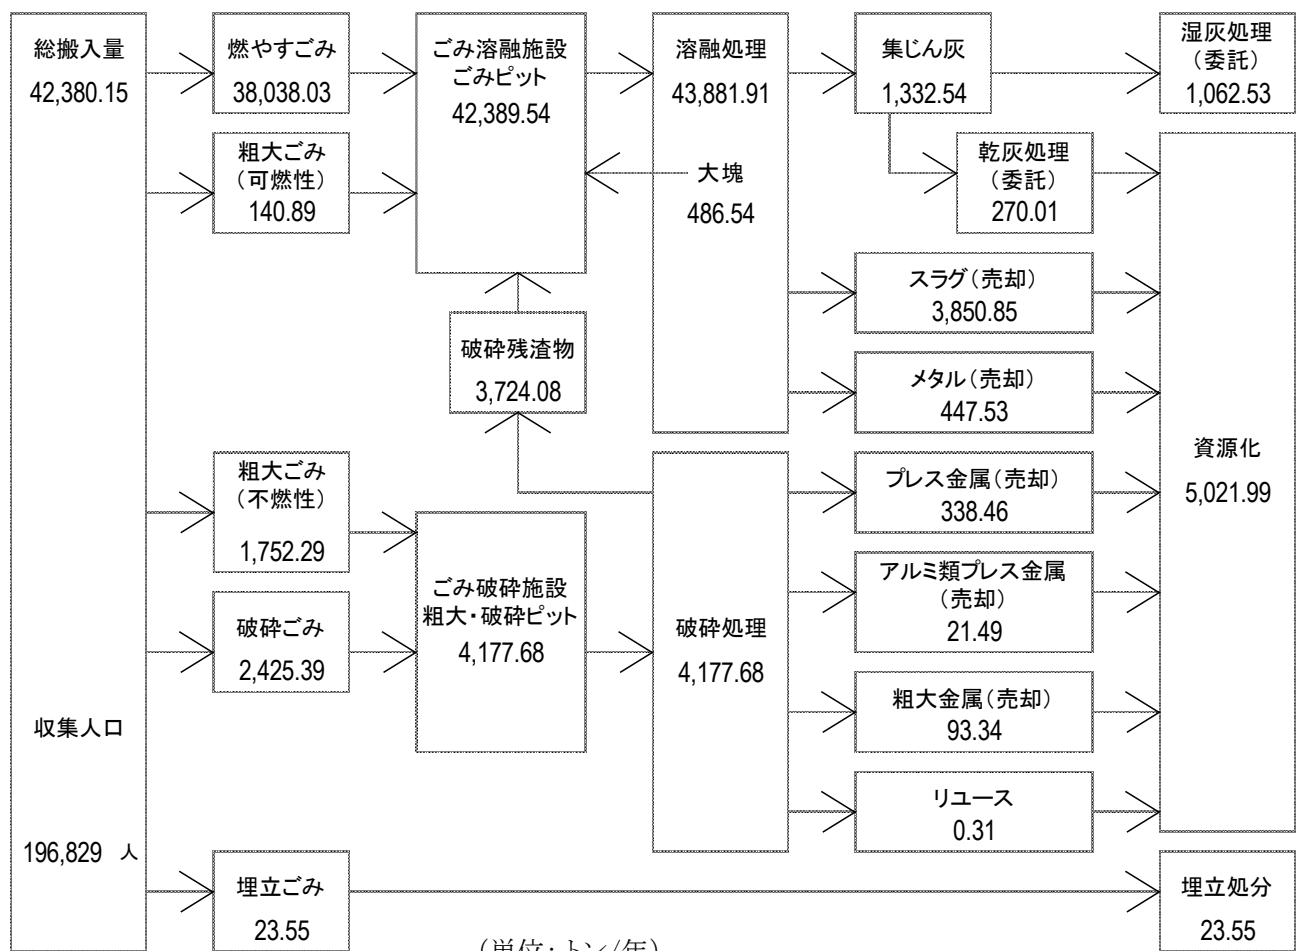 総搬入量
42,380.15
収集人口
196,829 人
燃やすごみ
38,038.03
粗大ごみ
(可燃性)
140.89
粗大ごみ
(不燃性)
1,752.29
破砕ごみ
2,425.39
埋立ごみ
23.55
ごみ溶融施設
ごみピット
42,389.54
破砕残渣物
3,724.08
ごみ破砕施設
粗大・破砕ピット
4,177.68
溶融処理
43,881.91
大塊
486.54
破砕処理
4,177.68
集じん灰
1,332.54
乾灰処理
(委託)
270.01
スラグ(売却)
3,850.85
メタル(売却)
447.53
プレス金属(売却)
338.46
アルミ類プレス金属
(売却)
21.49
粗大金属(売却)
93.34
リユース
0.31
湿灰処理
(委託)
1,062.53
資源化
5,021.99
埋立処分
23.55
(単位:トン/年)